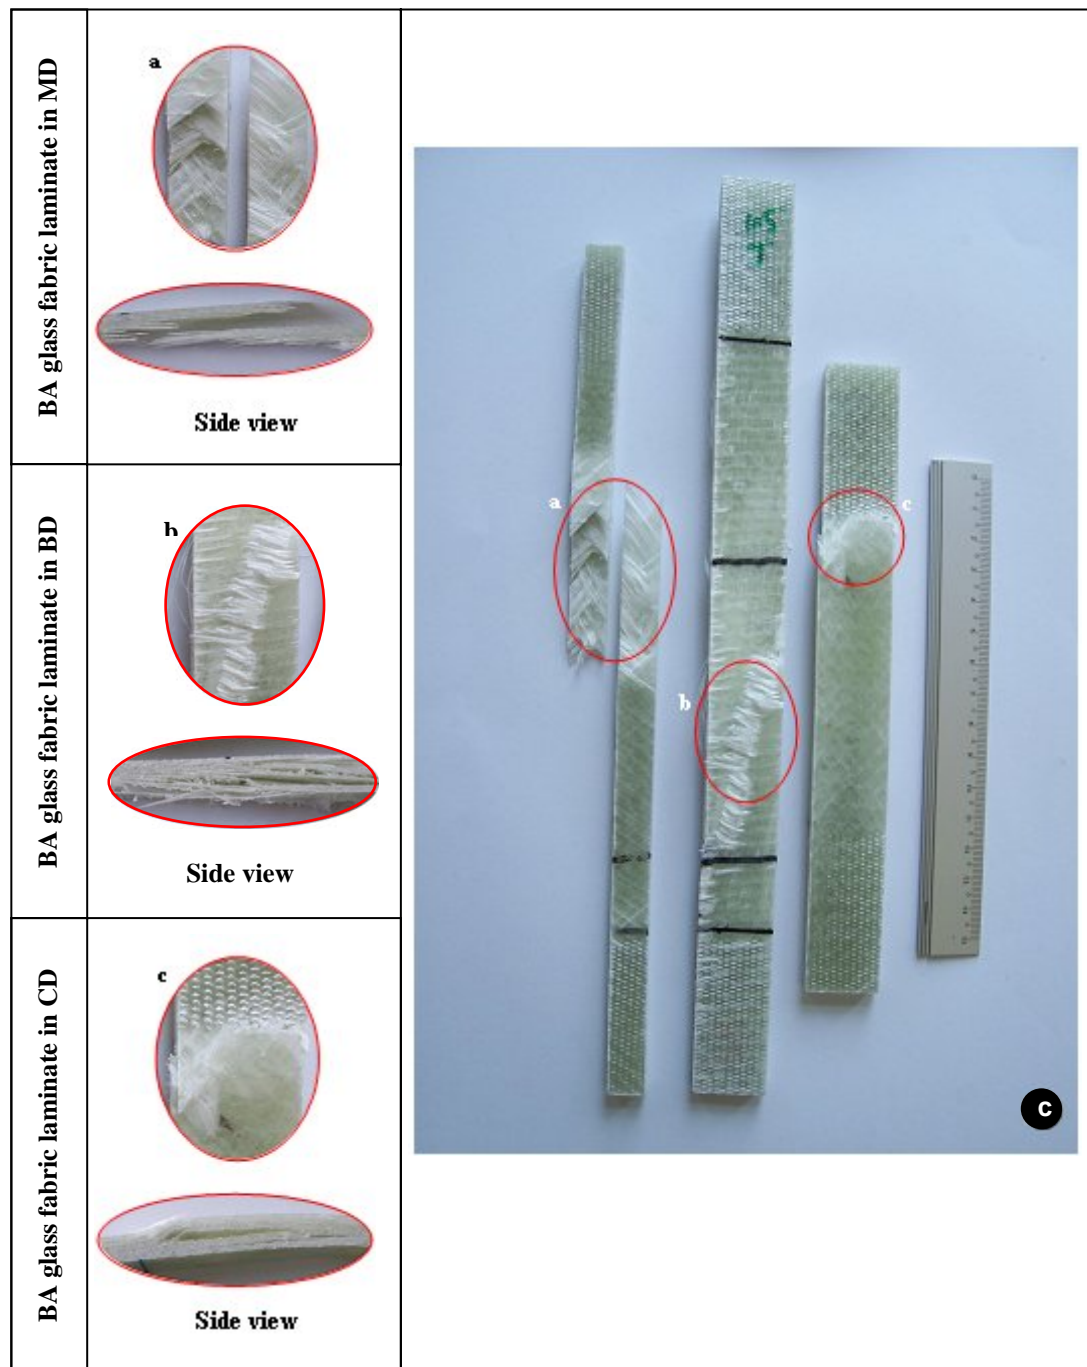 BA glass fabric laminate in MD
a
Side view
BA glass fabric laminate in BD
b
Side view
BA glass fabric laminate in CD
c
Side view
a
b
c
C